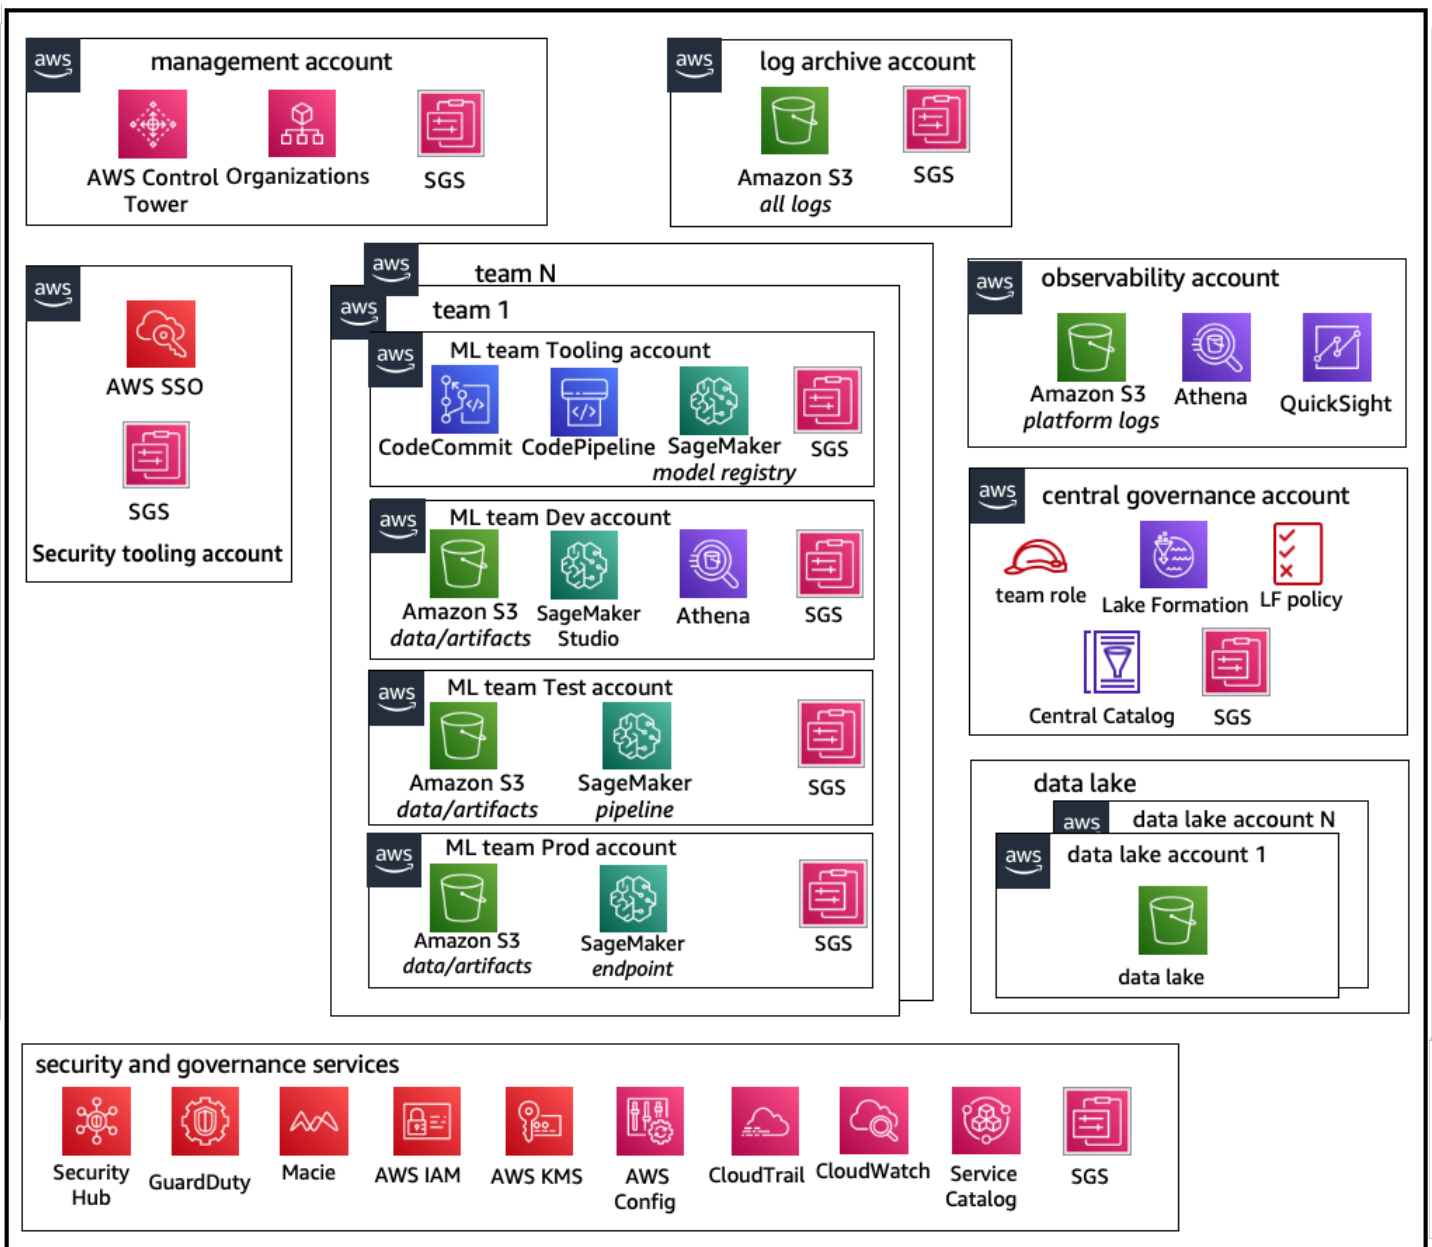 aws
management account
AWS Control
Tower
Organizations
SGS
aws
log archive account
Amazon S3
all logs
SGS
aws
AWS SSO
SGS
Security tooling account
aws
team N
aws
team 1
aws
ML team Tooling account
CodeCommit
CodePipeline
SageMaker
model registry
SGS
aws
ML team Dev account
Amazon S3
data/artifacts
SageMaker
Studio
Athena
SGS
aws
ML team Test account
Amazon S3
data/artifacts
SageMaker
pipeline
SGS
aws
ML team Prod account
Amazon S3
data/artifacts
SageMaker
endpoint
SGS
aws
observability account
Amazon S3
platform logs
Athena
QuickSight
aws
central governance account
team role
Lake Formation
LF policy
Central Catalog
SGS
data lake
aws
data lake account N
aws
data lake account 1
data lake
security and governance services
Security
Hub
GuardDuty
Macie
AWS IAM
AWS KMS
AWS
Config
CloudTrail
CloudWatch
Service
Catalog
SGS